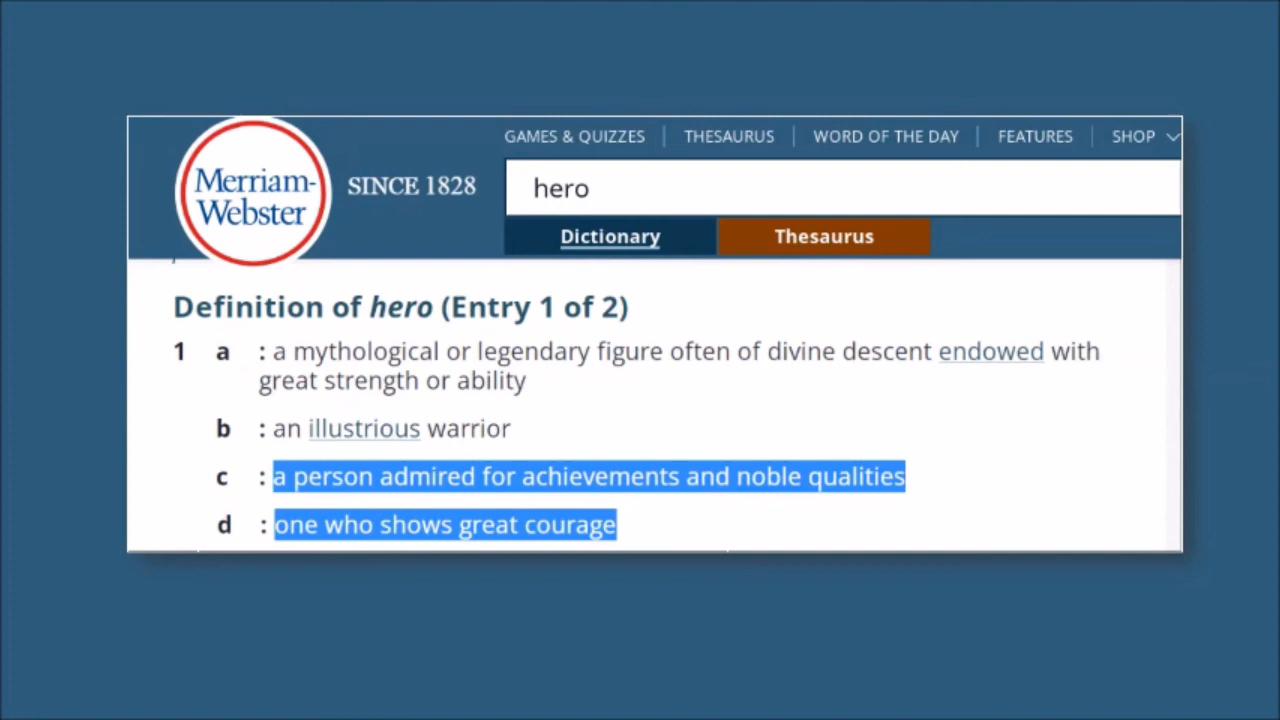 GAMES & QUIZZES | THESAURUS | WORD OF THE DAY | FEATURES | SHOP
Merriam-
Webster
SINCE 1828
hero
Dictionary
Thesaurus
Definition of hero (Entry 1 of 2)
1 a : a mythological or legendary figure often of divine descent endowed with
great strength or ability
b : an illustrious warrior
c : a person admired for achievements and noble qualities
d : one who shows great courage